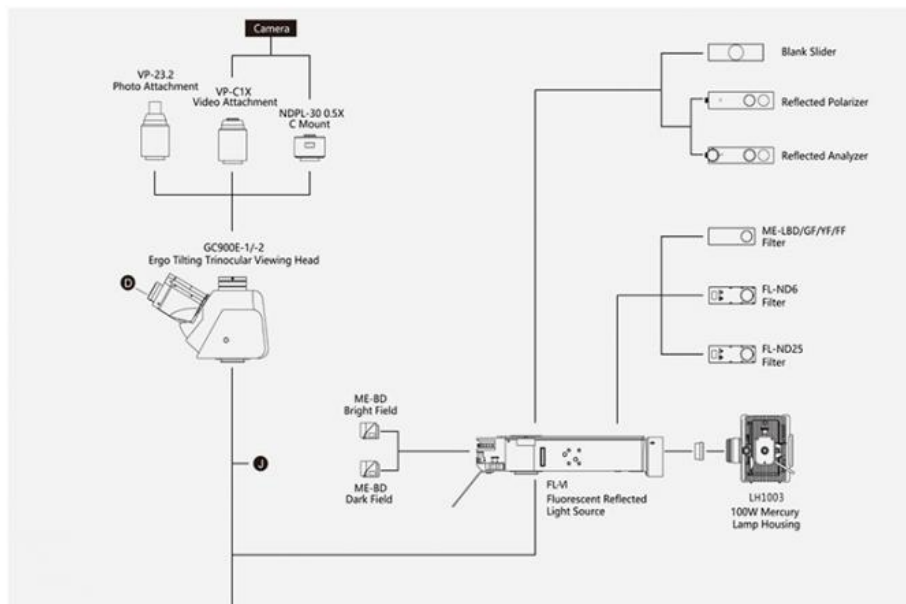 Camera
VP-23.2
Photo Attachment
VP-C1X
Video Attachment
NDPL-30 0.5X
C Mount
Blank Slider
Reflected Polarizer
Reflected Analyzer
GC900E-1/-2
Ergo Tilting Trinocular Viewing Head
D
ME-LBD/GF/YF/FF
Filter
FL-ND6
Filter
FL-ND25
Filter
ME-BD
Bright Field
J
ME-BD
Dark Field
FL-VI
Fluorescent Reflected
Light Source
LH1003
100W Mercury
Lamp Housing